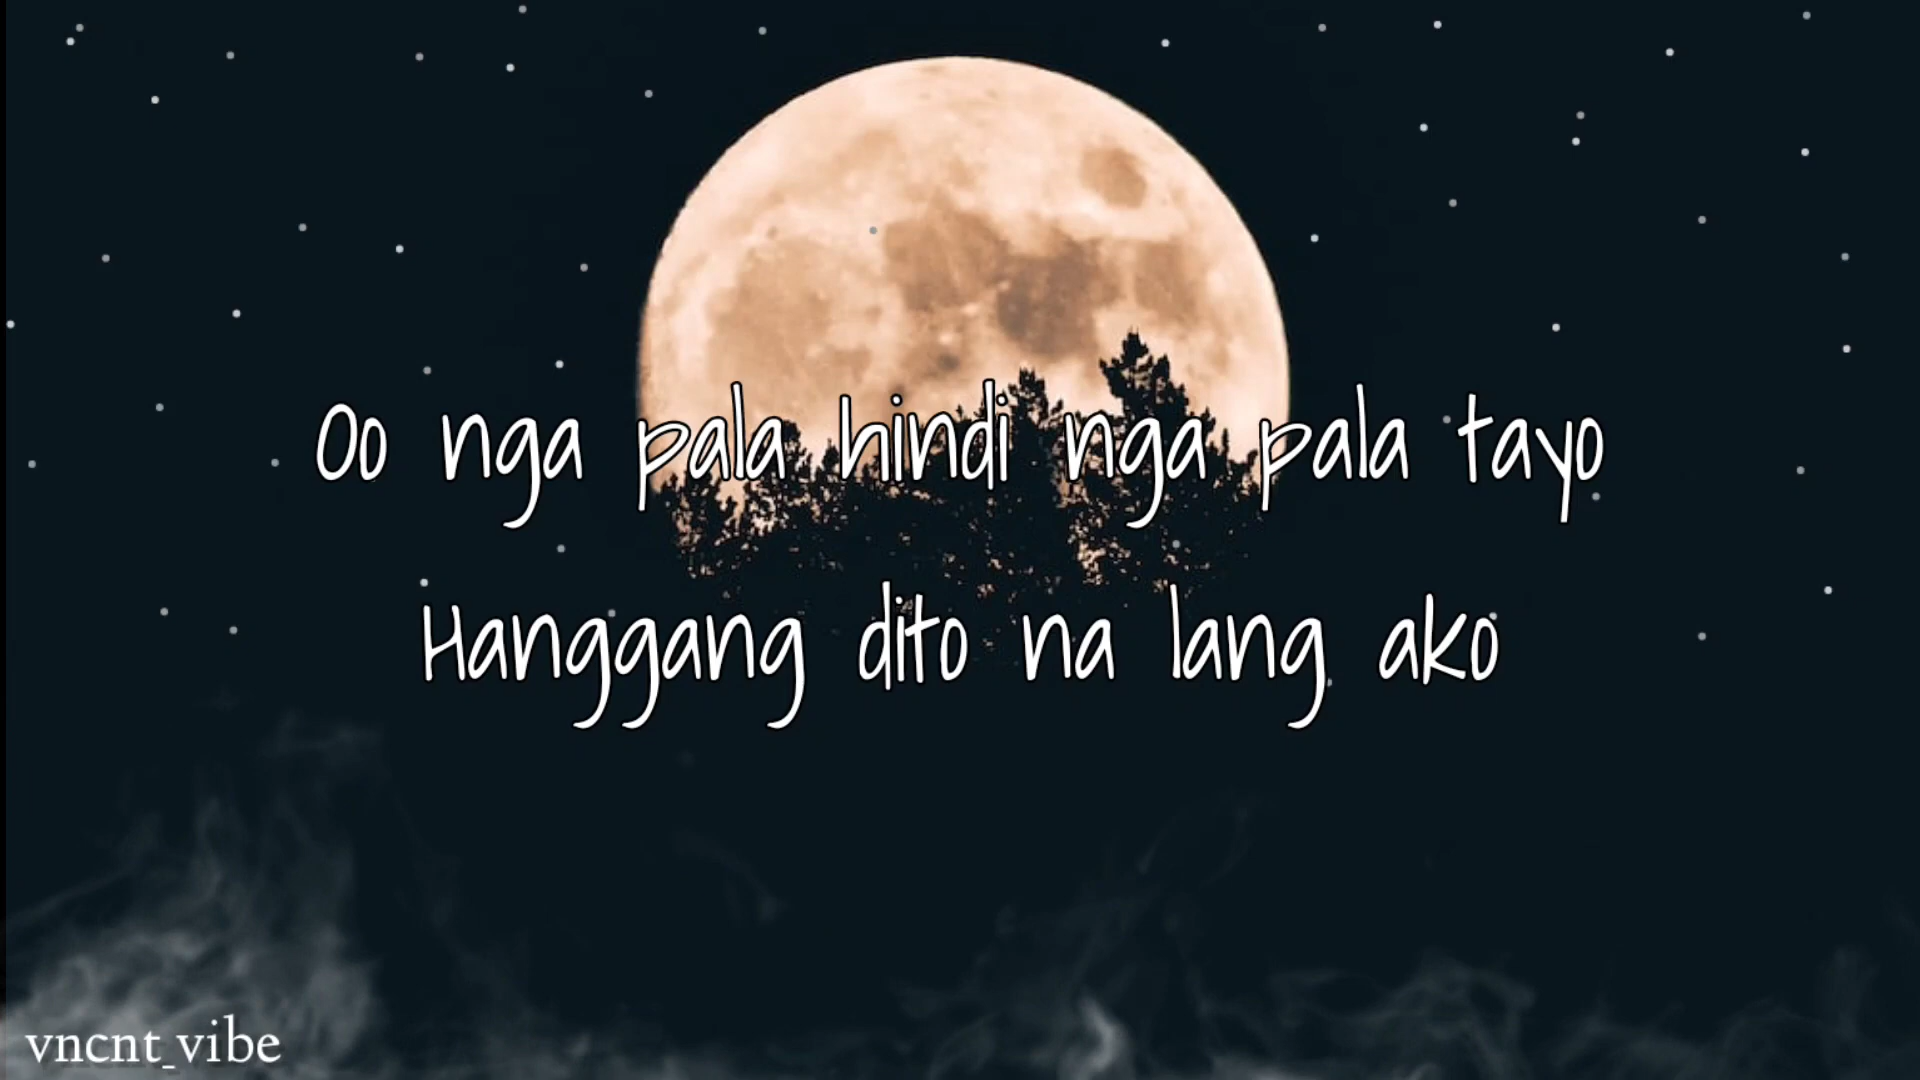 Oo nga pala hindi nga pala tayo
Hanggang dito na lang ako
vncnt_vibe